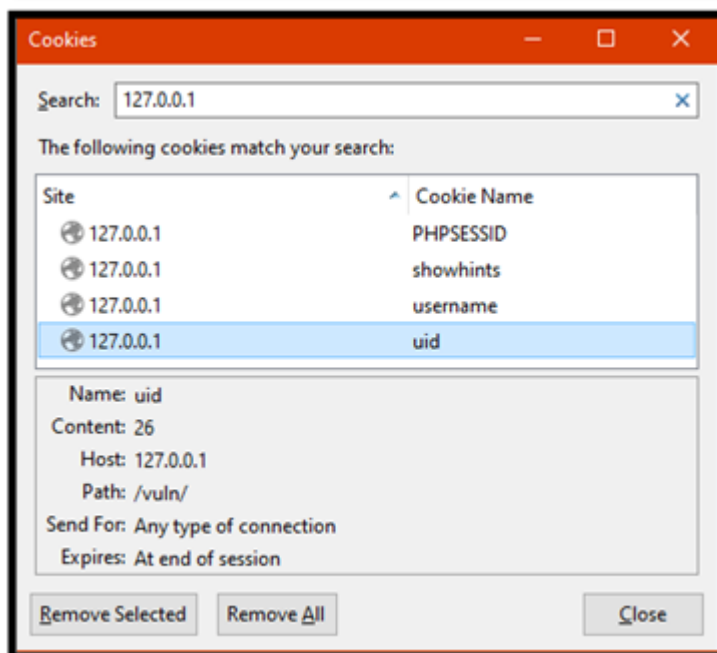 Cookies
Search: 127.0.0.1
The following cookies match your search:
Site Cookie Name
127.0.0.1 PHPSESSID
127.0.0.1 showhints
127.0.0.1 username
127.0.0.1 uid
Name: uid
Content: 26
Host: 127.0.0.1
Path: /vuln/
Send For: Any type of connection
Expires: At end of session
Remove Selected Remove All Close